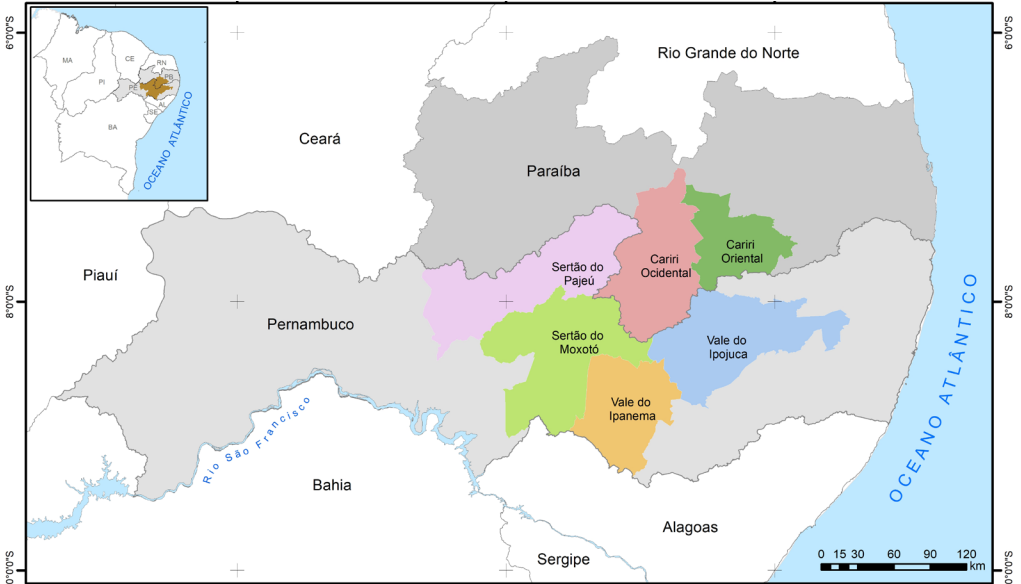 6°0'0"S
6°0'0"S
MA
CE
RN
PI
PB
PE
AL
SE
BA
OCEANO ATLÂNTICO
Rio Grande do Norte
Ceará
Paraíba
Cariri
Oriental
Cariri
Ocidental
Sertão do
Pajeú
Piauí
8°0'0"S
8°0'0"S
Pernambuco
Sertão do
Moxotó
Vale do
Ipojuca
Vale do
Ipanema
Rio São Francisco
OCEANO ATLÂNTICO
Bahia
Alagoas
Sergipe
0 15 30 60 90 120
km
0°0'0"S
0°0'0"S